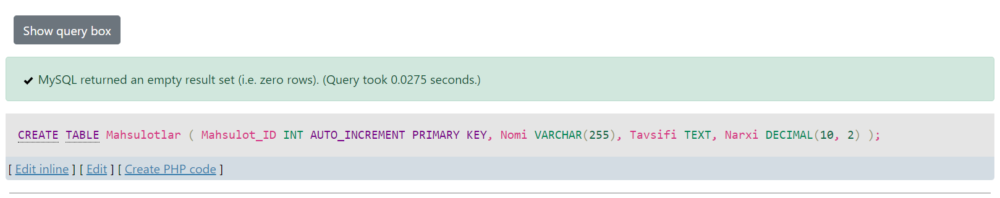 Show query box
MySQL returned an empty result set (i.e. zero rows). (Query took 0.0275 seconds.)
CREATE TABLE Mahsulotlar ( Mahsulot_ID INT AUTO_INCREMENT PRIMARY KEY, Nomi VARCHAR(255), Tavsifi TEXT, Narxi DECIMAL(10, 2) );
[ Edit inline ] [ Edit ] [ Create PHP code ]